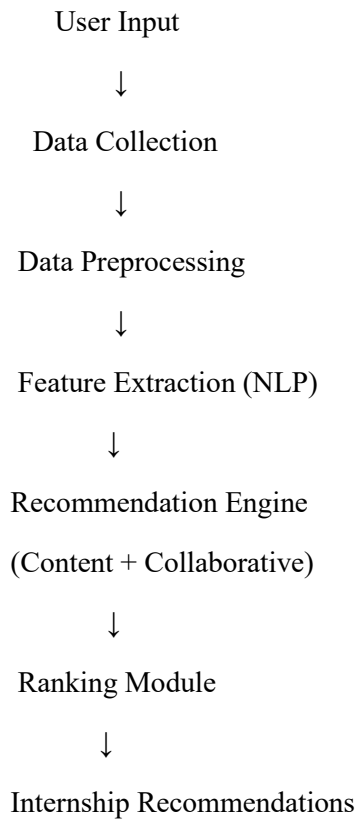 User Input
↓
Data Collection
↓
Data Preprocessing
↓
Feature Extraction (NLP)
↓
Recommendation Engine
(Content + Collaborative)
↓
Ranking Module
↓
Internship Recommendations